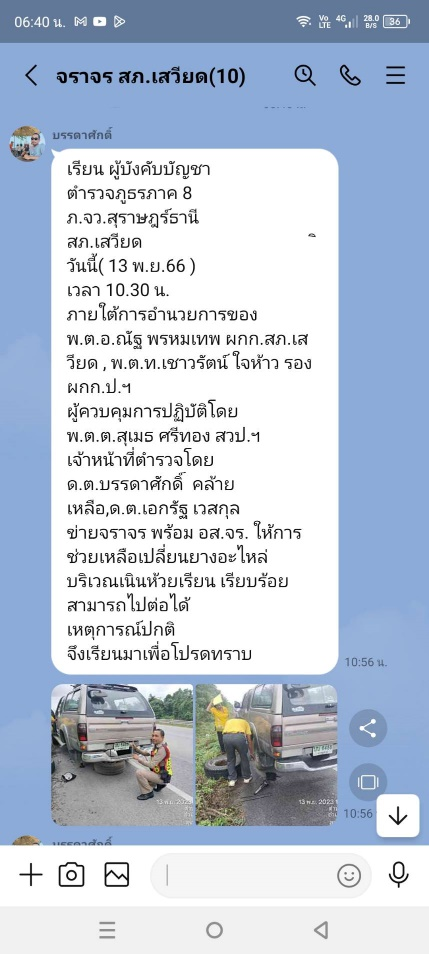 06:40 น.
Vo LTE 4G 28.0 B/S 36
จราจร สภ.เสวียด(10)
บรรดาศักดิ์
เรียน ผู้บังคับบัญชา
ตำรวจภูธรภาค 8
ภ.จว.สุราษฎร์ธานี
สภ.เสวียด
วันนี้( 13 พ.ย.66 )
เวลา 10.30 น.
ภายใต้การอำนวยการของ
พ.ต.อ.ณัฐ พรหมเทพ ผกก.สภ.เส
วียด , พ.ต.ท.เชาวรัตน์ ใจห้าว รอง
ผกก.ป.ฯ
ผู้ควบคุมการปฏิบัติโดย
พ.ต.ต.สุเมธ ศรีทอง สวป.ฯ
เจ้าหน้าที่ตำรวจโดย
ด.ต.บรรดาศักดิ์ คล้าย
เหลือ,ด.ต.เอกรัฐ เวสกุล
ข่ายจราจร พร้อม อส.จร. ให้การ
ช่วยเหลือเปลี่ยนยางอะไหล่
บริเวณเนินห้วยเรียน เรียบร้อย
สามารถไปต่อได้
เหตุการณ์ปกติ
จึงเรียนมาเพื่อโปรดทราบ
10:56 น.
13 พ.ย. 2023
13 พ.ย. 2023
10:56
บรรดาศักดิ์